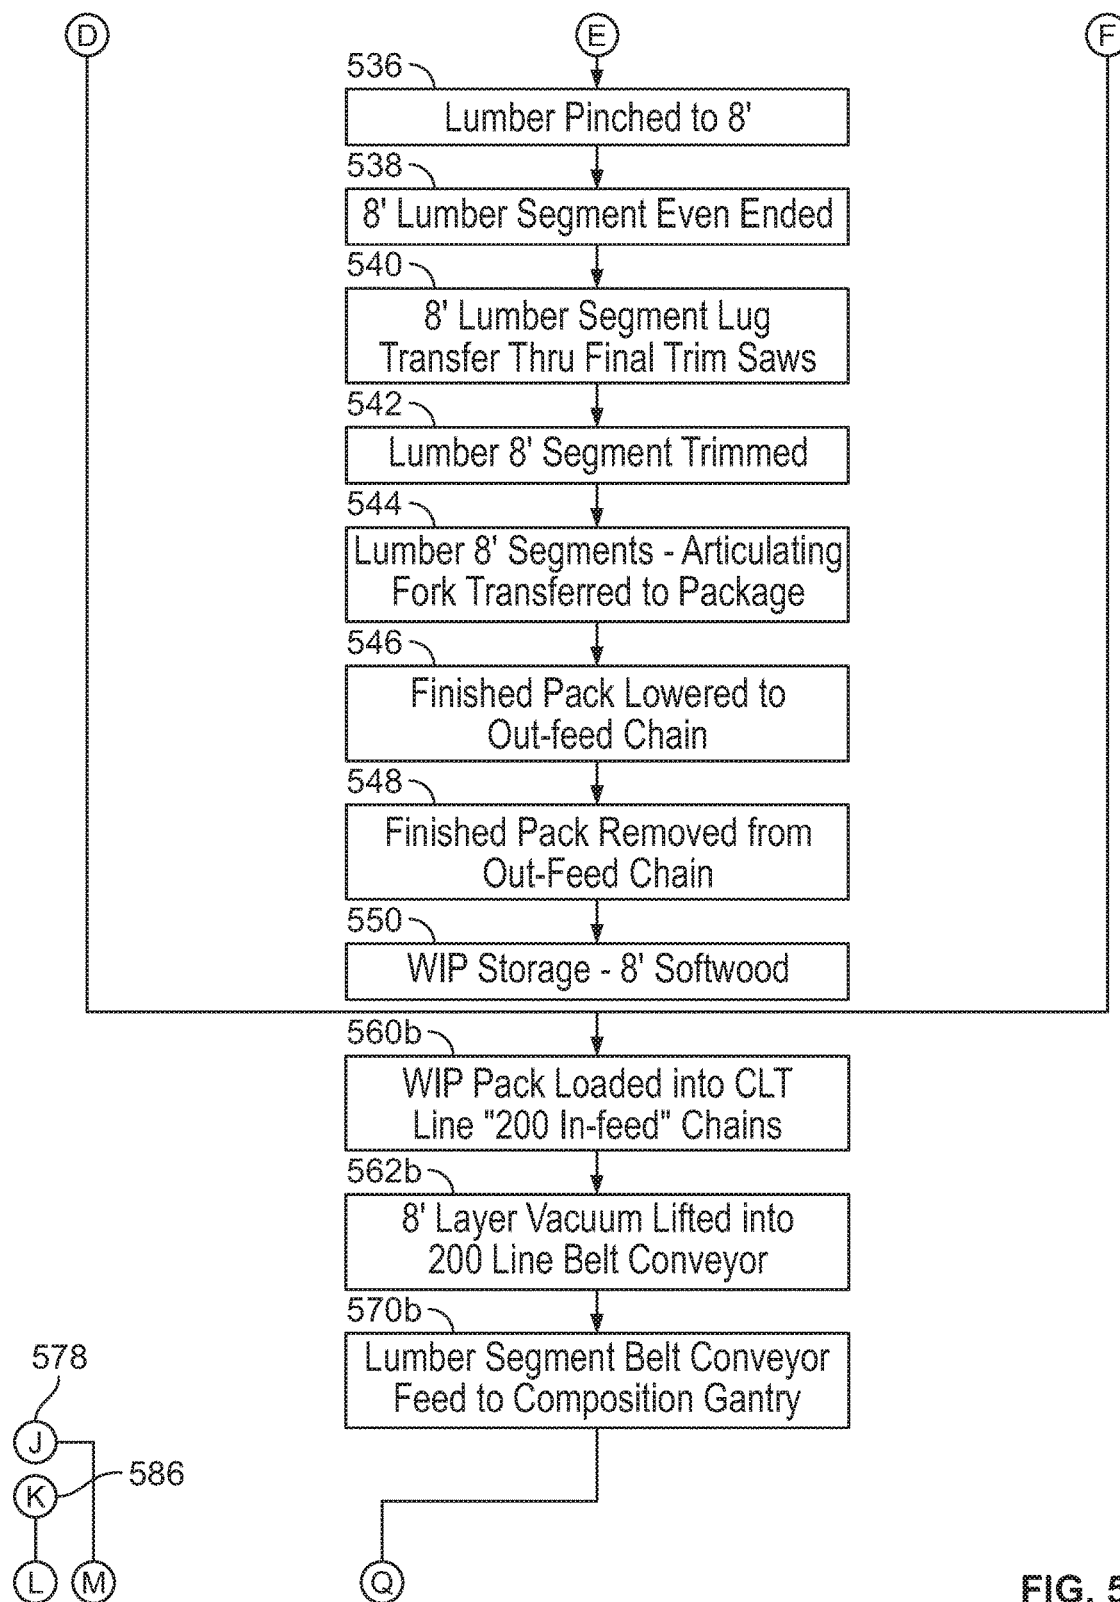 D
E
F
536
Lumber Pinched to 8'
538
8' Lumber Segment Even Ended
540
8' Lumber Segment Lug
Transfer Thru Final Trim Saws
542
Lumber 8' Segment Trimmed
544
Lumber 8' Segments - Articulating
Fork Transferred to Package
546
Finished Pack Lowered to
Out-feed Chain
548
Finished Pack Removed from
Out-Feed Chain
550
WIP Storage - 8' Softwood
560b
WIP Pack Loaded into CLT
Line "200 In-feed" Chains
562b
8' Layer Vacuum Lifted into
200 Line Belt Conveyor
570b
Lumber Segment Belt Conveyor
Feed to Composition Gantry
578
J
K
586
L
M
Q
FIG. 5